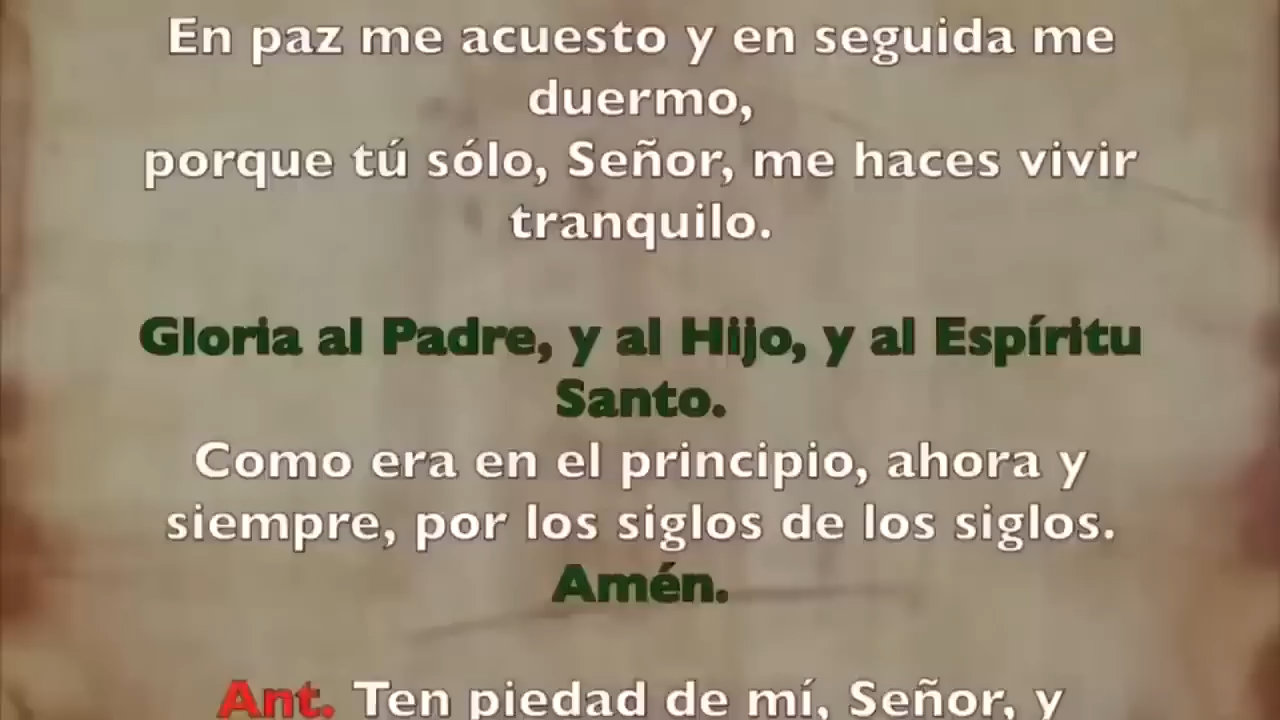 En paz me acuesto y en seguida me
duermo,
porque tú sólo, Señor, me haces vivir
tranquilo.
Gloria al Padre, y al Hijo, y al Espíritu
Santo.
Como era en el principio, ahora y
siempre, por los siglos de los siglos.
Amén.
Ant. Ten piedad de mí, Señor, y